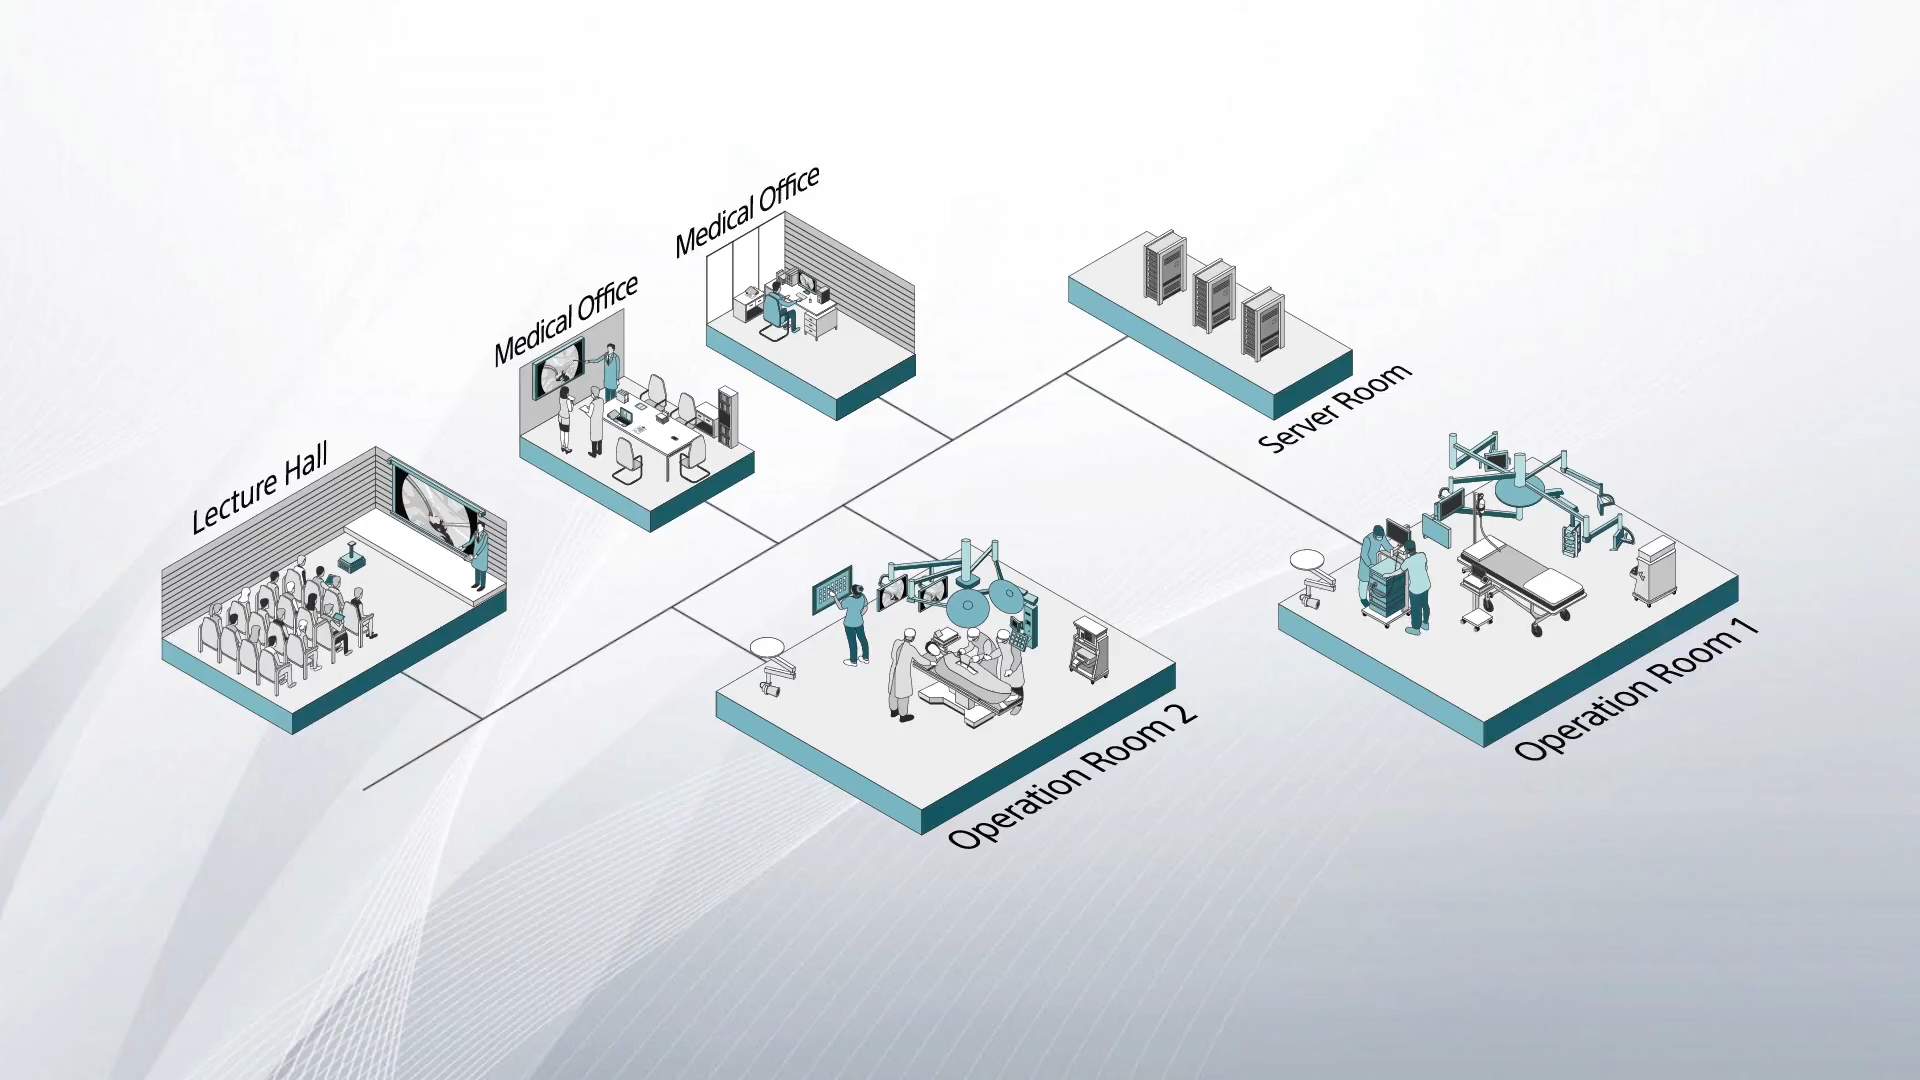 Medical Office
Medical Office
Server Room
Lecture Hall
Operation Room 1
Operation Room 2